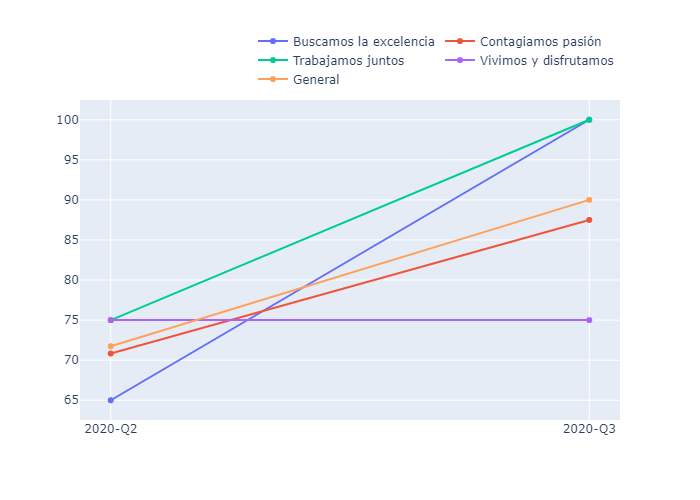 Buscamos la excelencia Contagiamos pasión
Trabajamos juntos Vivimos y disfrutamos
General
100
95
90
85
80
75
70
65
2020-Q2 2020-Q3